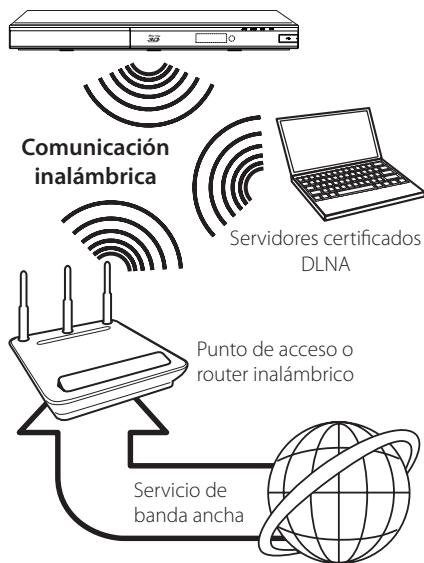 3D
Comunicación
inalámbrica
Servidores certificados
DLNA
Punto de acceso o
router inalámbrico
Servicio de
banda ancha